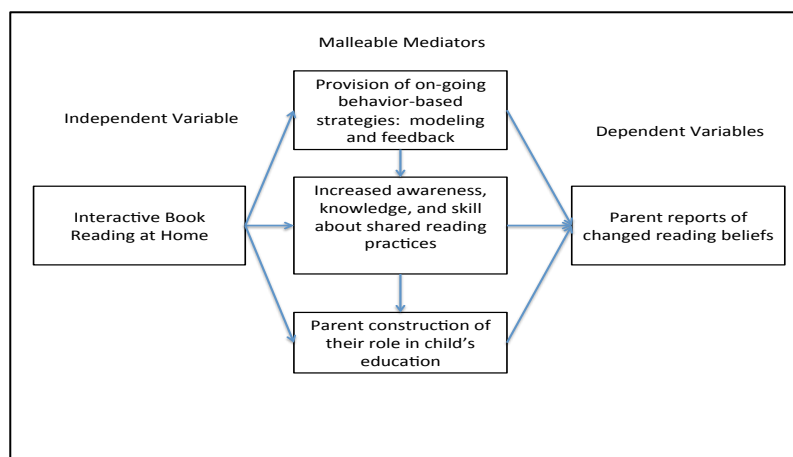 Malleable Mediators
Independent Variable
Interactive Book
Reading at Home
Provision of on-going
behavior-based
strategies:  modeling
and feedback
Increased awareness,
knowledge, and skill
about shared reading
practices
Parent construction of
their role in child’s
education
Dependent Variables
Parent reports of
changed reading beliefs